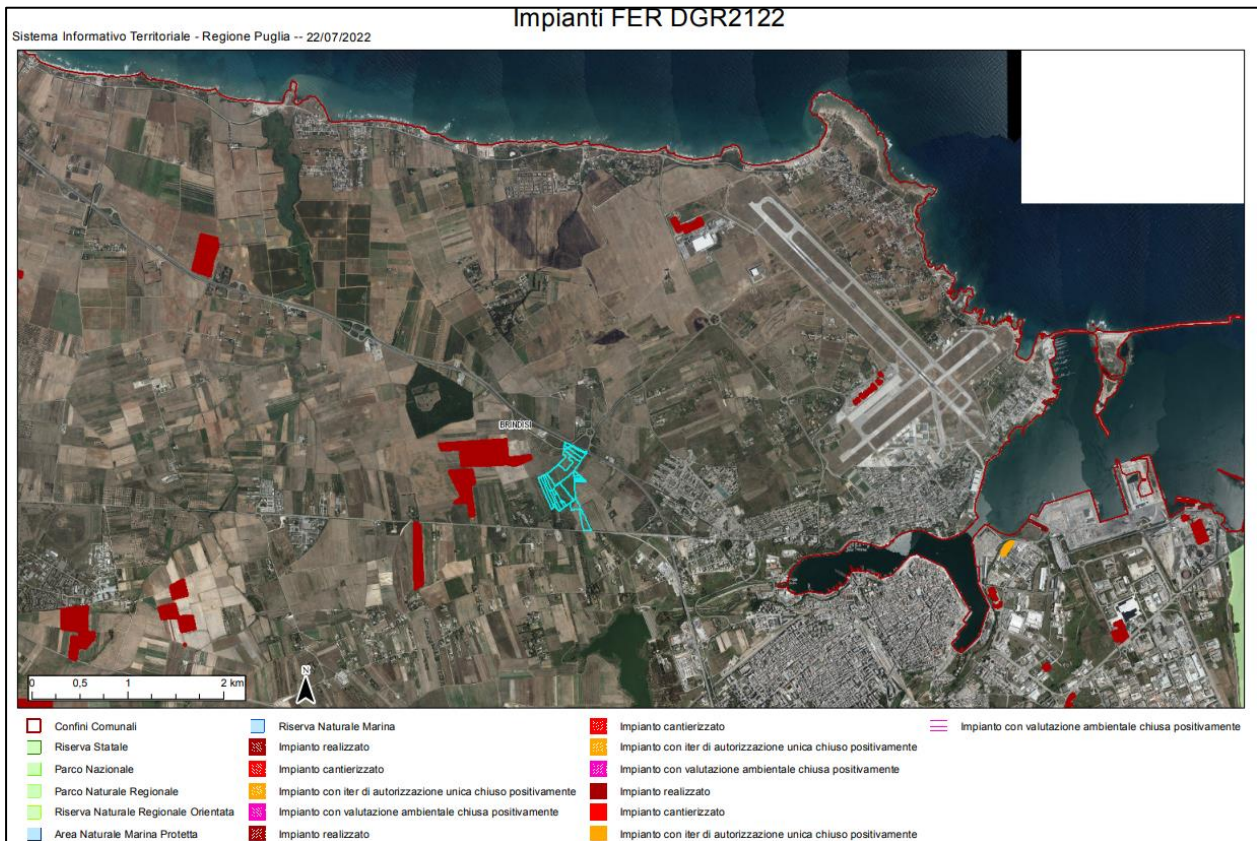 Impianti FER DGR2122
Sistema Informativo Territoriale - Regione Puglia -- 22/07/2022
BRINDISI
0 0,5 1 2 km
N
Confini Comunali
Riserva Statale
Parco Nazionale
Parco Naturale Regionale
Riserva Naturale Regionale Orientata
Area Naturale Marina Protetta
Riserva Naturale Marina
Impianto realizzato
Impianto cantierizzato
Impianto con iter di autorizzazione unica chiuso positivamente
Impianto con valutazione ambientale chiusa positivamente
Impianto realizzato
Impianto cantierizzato
Impianto con iter di autorizzazione unica chiuso positivamente
Impianto con valutazione ambientale chiusa positivamente
Impianto realizzato
Impianto cantierizzato
Impianto con iter di autorizzazione unica chiuso positivamente
Impianto con valutazione ambientale chiusa positivamente